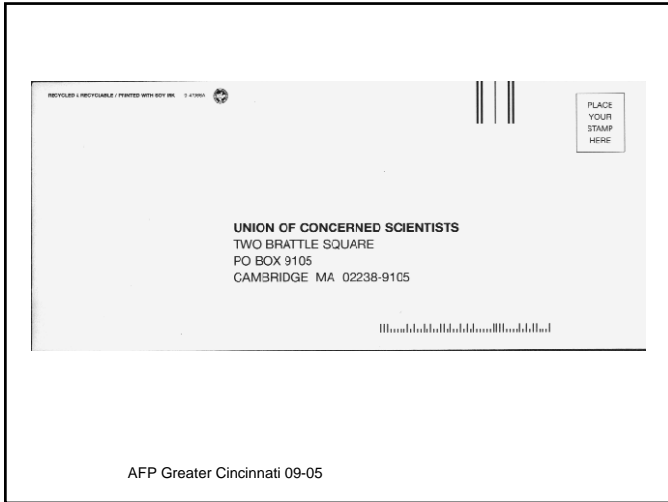 RECYCLED & RECYCLABLE / PRINTED WITH SOY INK
PLACE
YOUR
STAMP
HERE
UNION OF CONCERNED SCIENTISTS
TWO BRATTLE SQUARE
PO BOX 9105
CAMBRIDGE MA 02238-9105
AFP Greater Cincinnati 09-05